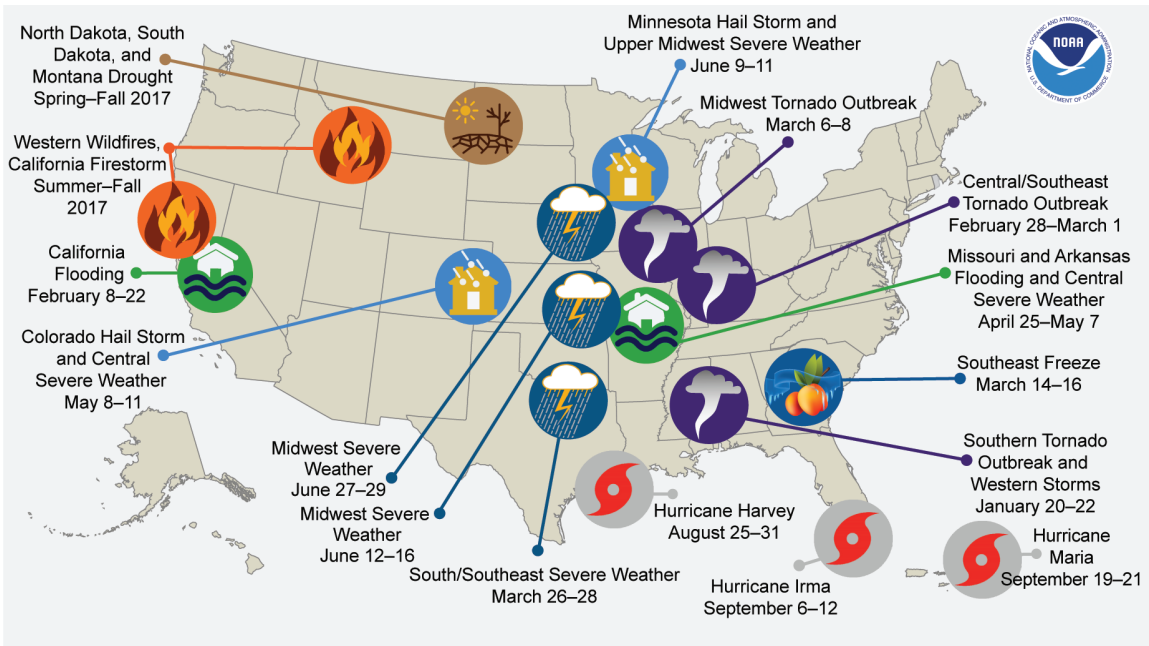 North Dakota, South
Dakota, and
Montana Drought
Spring–Fall 2017
Minnesota Hail Storm and
Upper Midwest Severe Weather
June 9–11
NATIONAL OCEANIC AND ATMOSPHERIC ADMINISTRATION
NOAA
U.S. DEPARTMENT OF COMMERCE
Midwest Tornado Outbreak
March 6–8
Western Wildfires,
California Firestorm
Summer–Fall
2017
Central/Southeast
Tornado Outbreak
February 28–March 1
California
Flooding
February 8–22
Missouri and Arkansas
Flooding and Central
Severe Weather
April 25–May 7
Colorado Hail Storm
and Central
Severe Weather
May 8–11
Southeast Freeze
March 14–16
Midwest Severe
Weather
June 27–29
Southern Tornado
Outbreak and
Western Storms
January 20–22
Midwest Severe
Weather
June 12–16
Hurricane Harvey
August 25–31
Hurricane
Maria
September 19–21
South/Southeast Severe Weather
March 26–28
Hurricane Irma
September 6–12